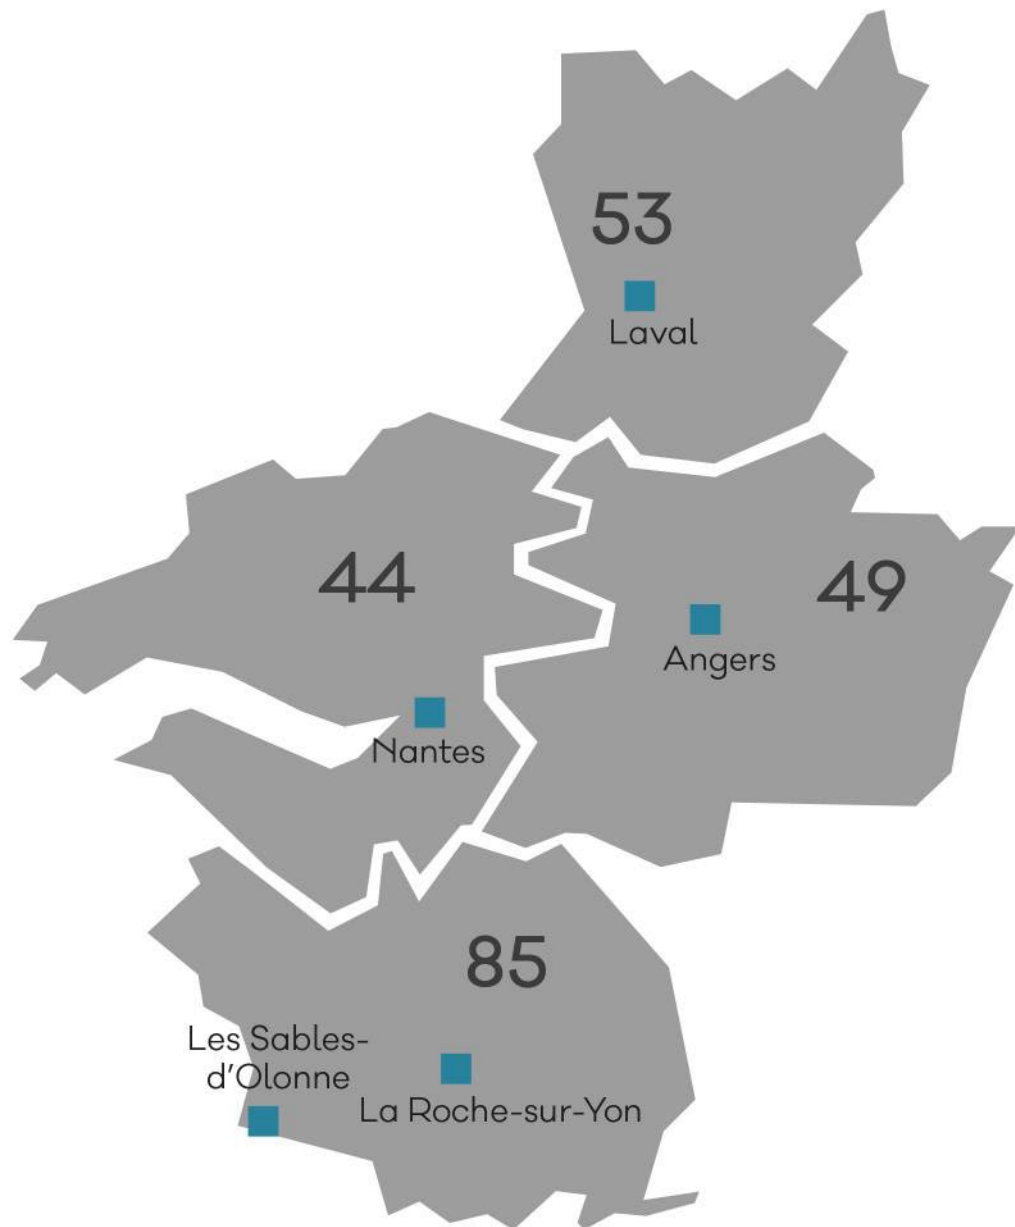 53
Laval
44
49
Angers
Nantes
85
Les Sables-
d'Olonne
La Roche-sur-Yon